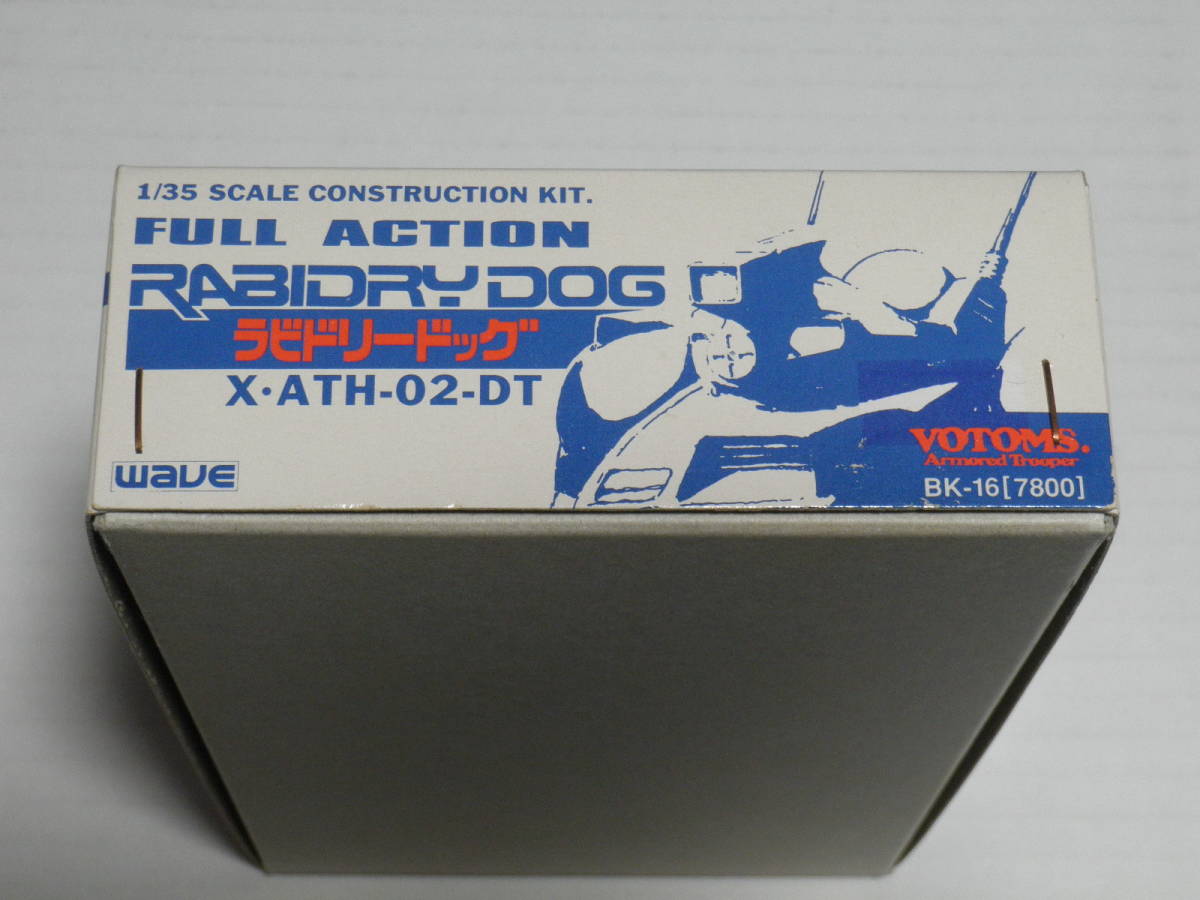 1/35 SCALE CONSTRUCTION KIT.
FULL ACTION
RABIDRY DOG
ラビドリードッグ
X・ATH-02-DT
wave
VOTOMS.
Armored Trooper
BK-16[7800]